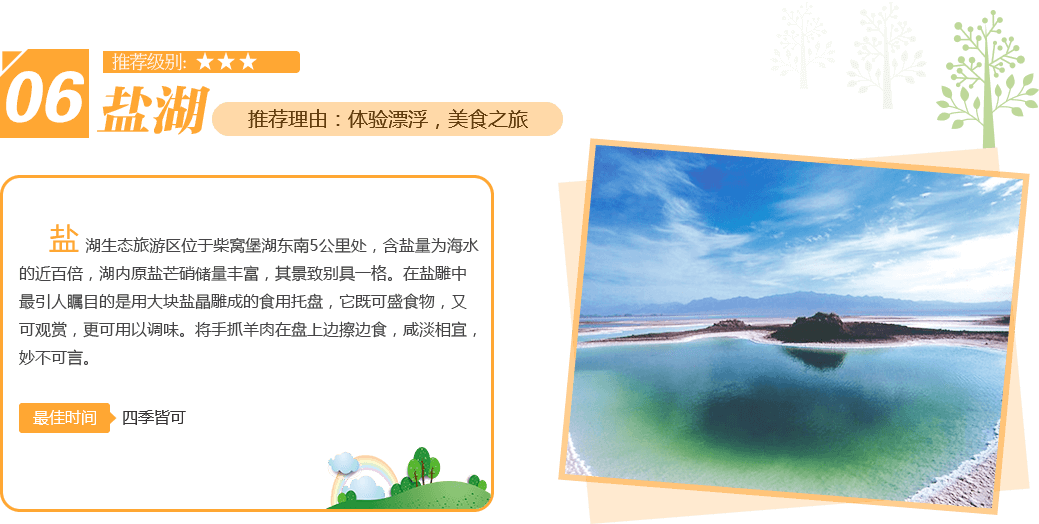 06
推荐级别: ★★★
盐湖
推荐理由：体验漂浮，美食之旅
盐湖生态旅游区位于柴窝堡湖东南5公里处，含盐量为海水
的近百倍，湖内原盐芒硝储量丰富，其景致别具一格。在盐雕中
最引人瞩目的是用大块盐晶雕成的食用托盘，它既可盛食物，又
可观赏，更可用以调味。将手抓羊肉在盘上边擦边食，咸淡相宜，
妙不可言。
最佳时间 四季皆可